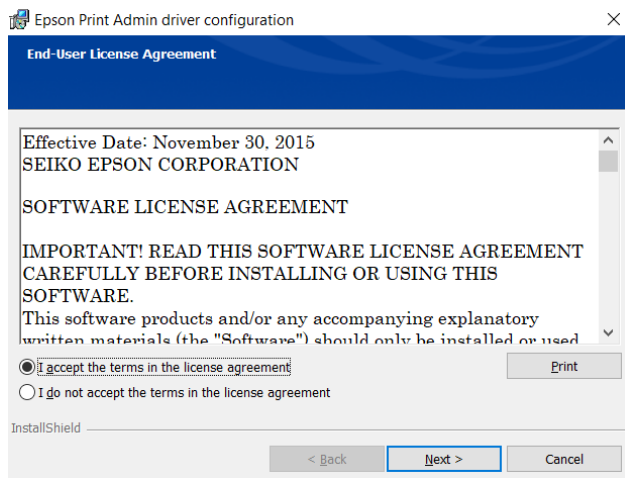 Epson Print Admin driver configuration
End-User License Agreement
Effective Date: November 30, 2015
SEIKO EPSON CORPORATION
SOFTWARE LICENSE AGREEMENT
IMPORTANT! READ THIS SOFTWARE LICENSE AGREEMENT
CAREFULLY BEFORE INSTALLING OR USING THIS
SOFTWARE.
This software products and/or any accompanying explanatory
written materials (the "Software") should only be installed or used
I accept the terms in the license agreement
Print
I do not accept the terms in the license agreement
InstallShield
< Back
Next >
Cancel